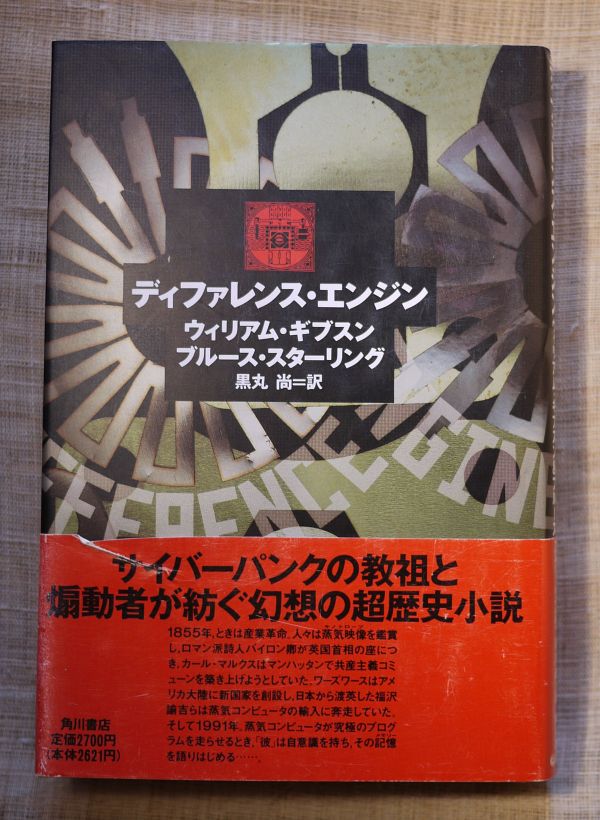 ディファレンス・エンジン
ウィリアム・ギブスン
ブルース・スターリング
黒丸 尚=訳
FERENCE
GINE
サイバーパンクの教祖と
煽動者が紡ぐ幻想の超歴史小説
キノトロープ
1855年、ときは産業革命。人々は蒸気映像を鑑賞
し、ロマン派詩人バイロン卿が英国首相の座につ
き、カール・マルクスはマンハッタンで共産主義コミ
ューンを築き上げようとしていた。ワーズワースはアメ
リカ大陸に新国家を創設し、日本から渡英した福沢
諭吉らは蒸気コンピュータの輸入に奔走していた。
そして1991年。蒸気コンピュータが究極のプログ
ラムを走らせるとき、「彼」は自意識を持ち、その記憶
を語りはじめる……。
角川書店
定価2700円
(本体2621円)